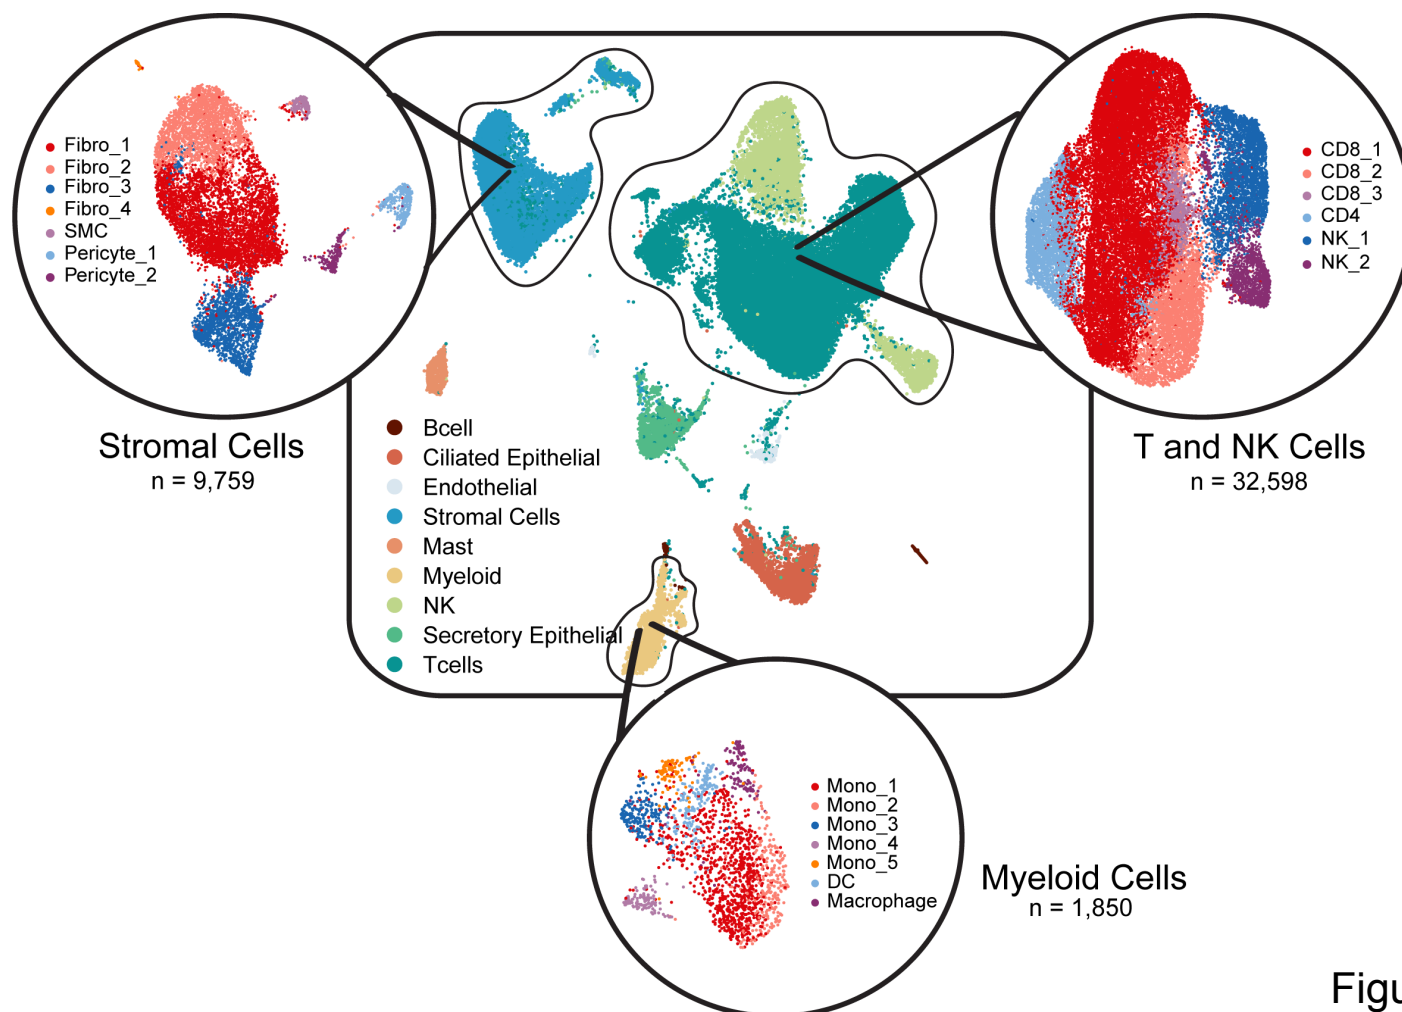 Fibro_1
Fibro_2
Fibro_3
Fibro_4
SMC
Pericyte_1
Pericyte_2
Stromal Cells
n = 9,759
CD8_1
CD8_2
CD8_3
CD4
NK_1
NK_2
T and NK Cells
n = 32,598
Bcell
Ciliated Epithelial
Endothelial
Stromal Cells
Mast
Myeloid
NK
Secretory Epithelial
Tcells
Mono_1
Mono_2
Mono_3
Mono_4
Mono_5
DC
Macrophage
Myeloid Cells
n = 1,850
Figu